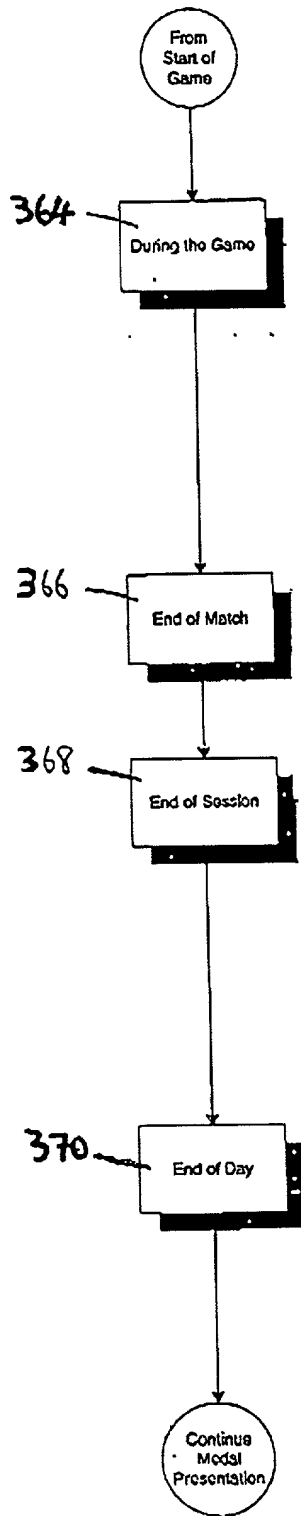 From
Start of
Game
364
During the Game
366
End of Match
368
End of Session
370
End of Day
Continue
Medal
Presentation